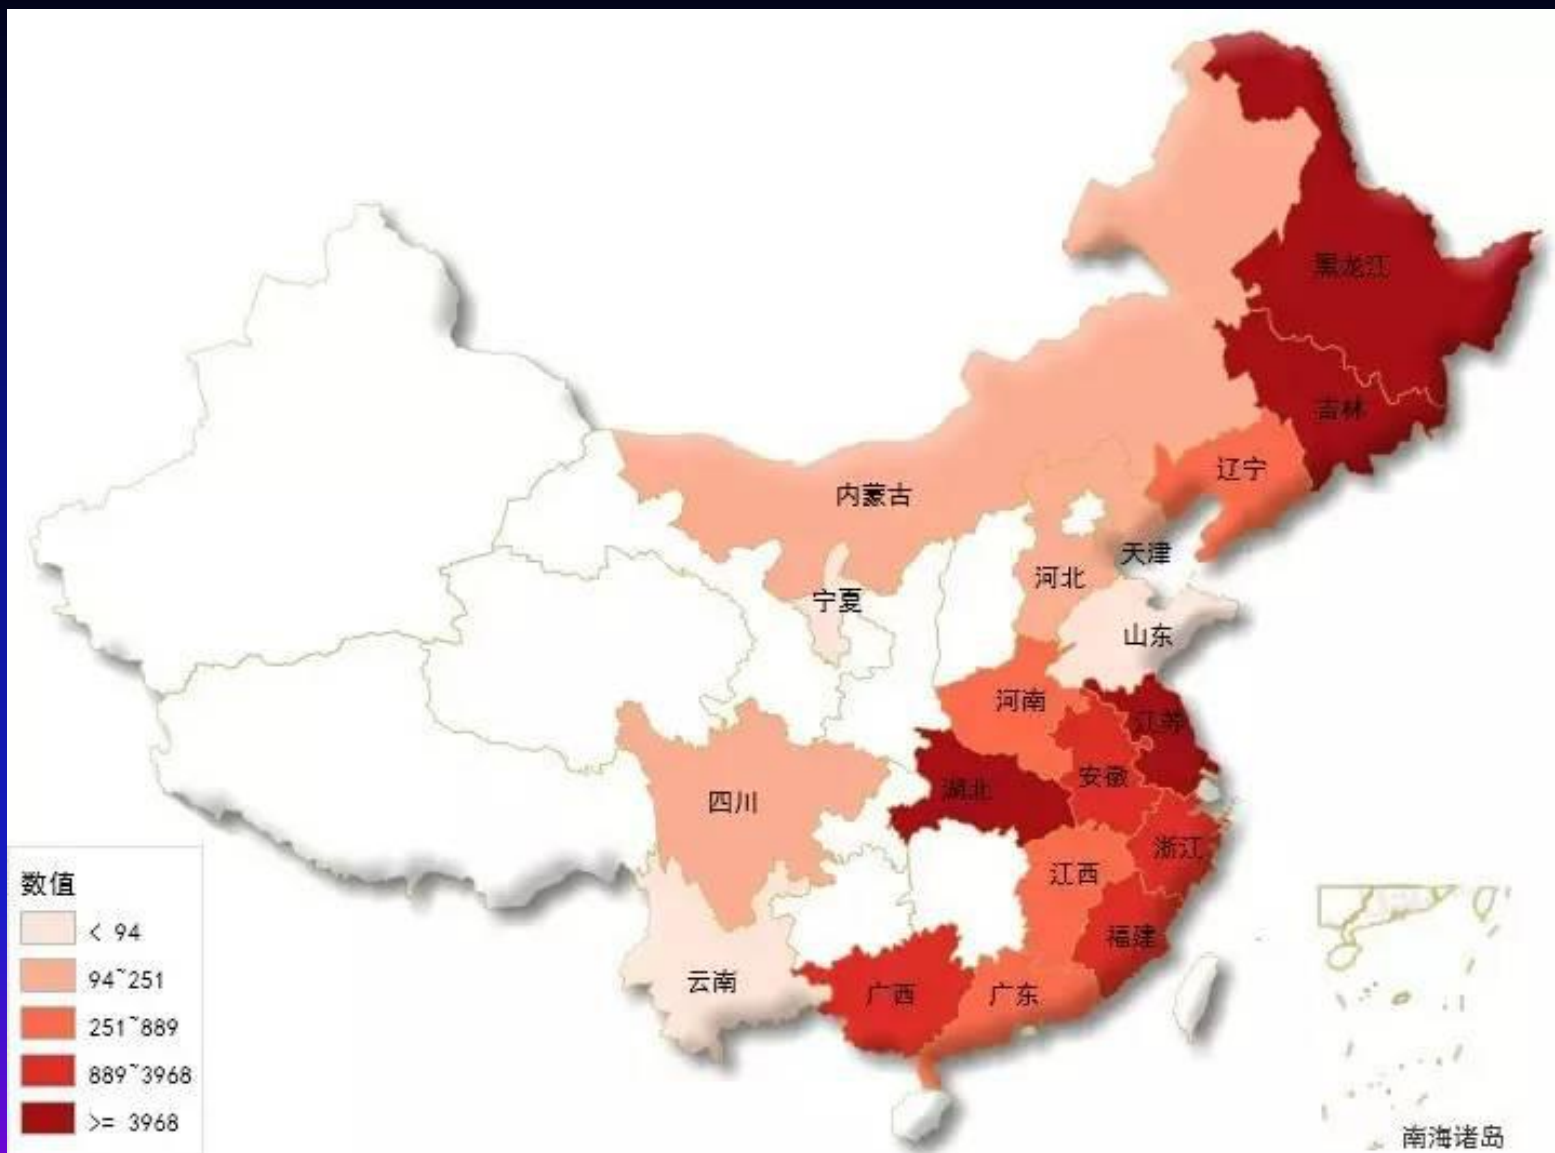 黑龙江
吉林
辽宁
内蒙古
天津
河北
宁夏
山东
河南
江苏
安徽
湖北
四川
浙江
江西
福建
云南
广西
广东
数值
< 94
94~251
251~889
889~3968
>= 3968
南海诸岛